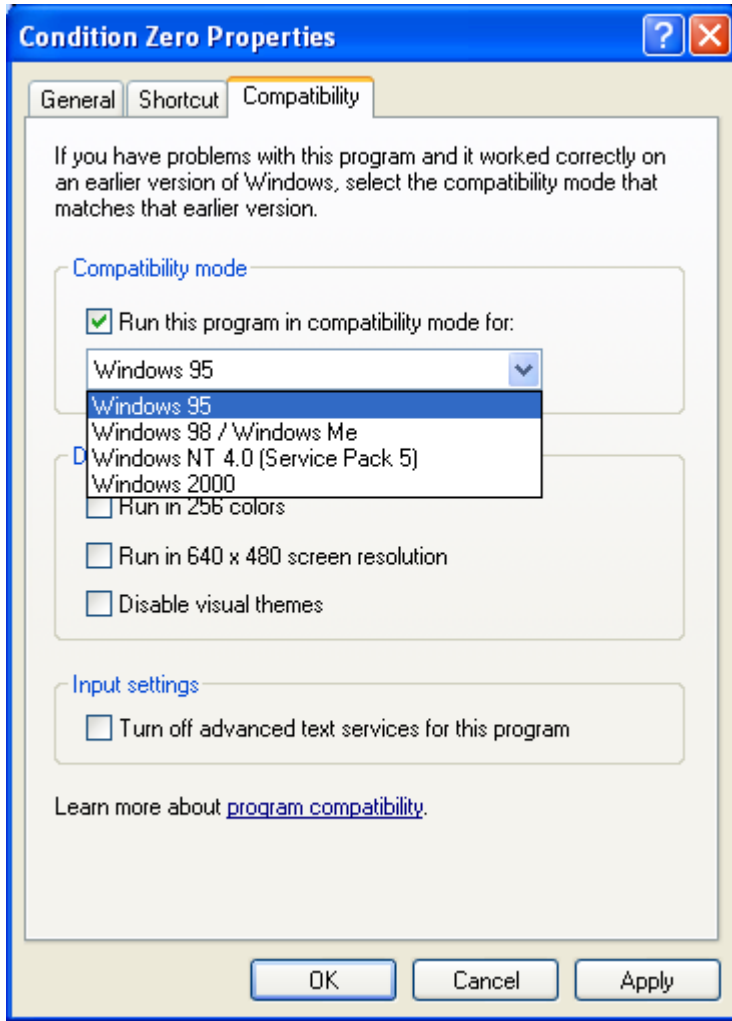 Condition Zero Properties
General Shortcut Compatibility
If you have problems with this program and it worked correctly on
an earlier version of Windows, select the compatibility mode that
matches that earlier version.
Compatibility mode
Run this program in compatibility mode for:
Windows 95
Windows 95
Windows 98 / Windows Me
Windows NT 4.0 (Service Pack 5)
Windows 2000
Run in 256 colors
Run in 640 x 480 screen resolution
Disable visual themes
Input settings
Turn off advanced text services for this program
Learn more about program compatibility.
OK Cancel Apply